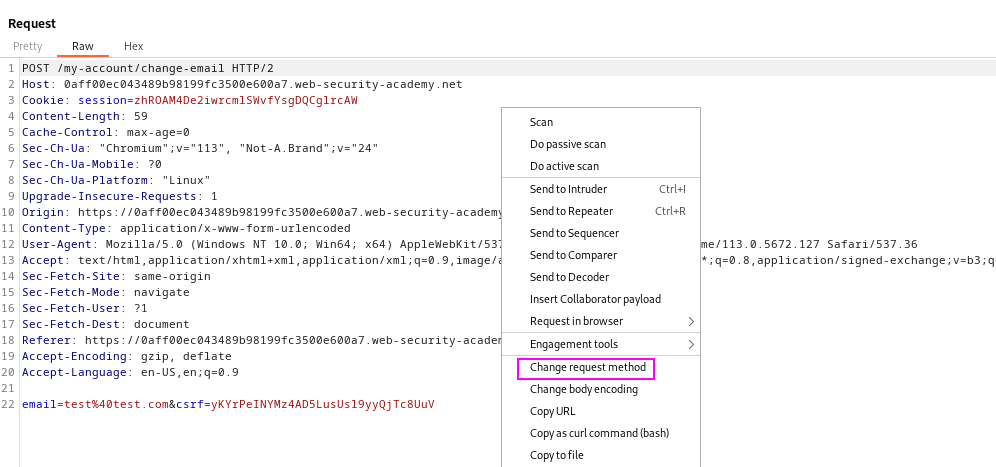 Request
Pretty Raw Hex
1 POST /my-account/change-email HTTP/2
2 Host: 0aff00ec043489b98199fc3500e600a7.web-security-academy.net
3 Cookie: session=zhROAM4De2iwrcmlSWvfYsgDQCglrcAW
4 Content-Length: 59
5 Cache-Control: max-age=0
6 Sec-Ch-Ua: "Chromium";v="113", "Not-A.Brand";v="24"
7 Sec-Ch-Ua-Mobile: ?0
8 Sec-Ch-Ua-Platform: "Linux"
9 Upgrade-Insecure-Requests: 1
10 Origin: https://0aff00ec043489b98199fc3500e600a7.web-security-academy
11 Content-Type: application/x-www-form-urlencoded
12 User-Agent: Mozilla/5.0 (Windows NT 10.0; Win64; x64) AppleWebKit/537 me/113.0.5672.127 Safari/537.36
13 Accept: text/html,application/xhtml+xml,application/xml;q=0.9,image/a *;q=0.8,application/signed-exchange;v=b3;q=
14 Sec-Fetch-Site: same-origin
15 Sec-Fetch-Mode: navigate
16 Sec-Fetch-User: ?1
17 Sec-Fetch-Dest: document
18 Referer: https://0aff00ec043489b98199fc3500e600a7.web-security-academ
19 Accept-Encoding: gzip, deflate
20 Accept-Language: en-US,en;q=0.9
21
22 email=test%40test.com&csrf=yKYrPeINYMz4AD5LusUsl9yyQjTc8UuV
Scan
Do passive scan
Do active scan
Send to Intruder Ctrl+I
Send to Repeater Ctrl+R
Send to Sequencer
Send to Comparer
Send to Decoder
Insert Collaborator payload
Request in browser
Engagement tools
Change request method
Change body encoding
Copy URL
Copy as curl command (bash)
Copy to file